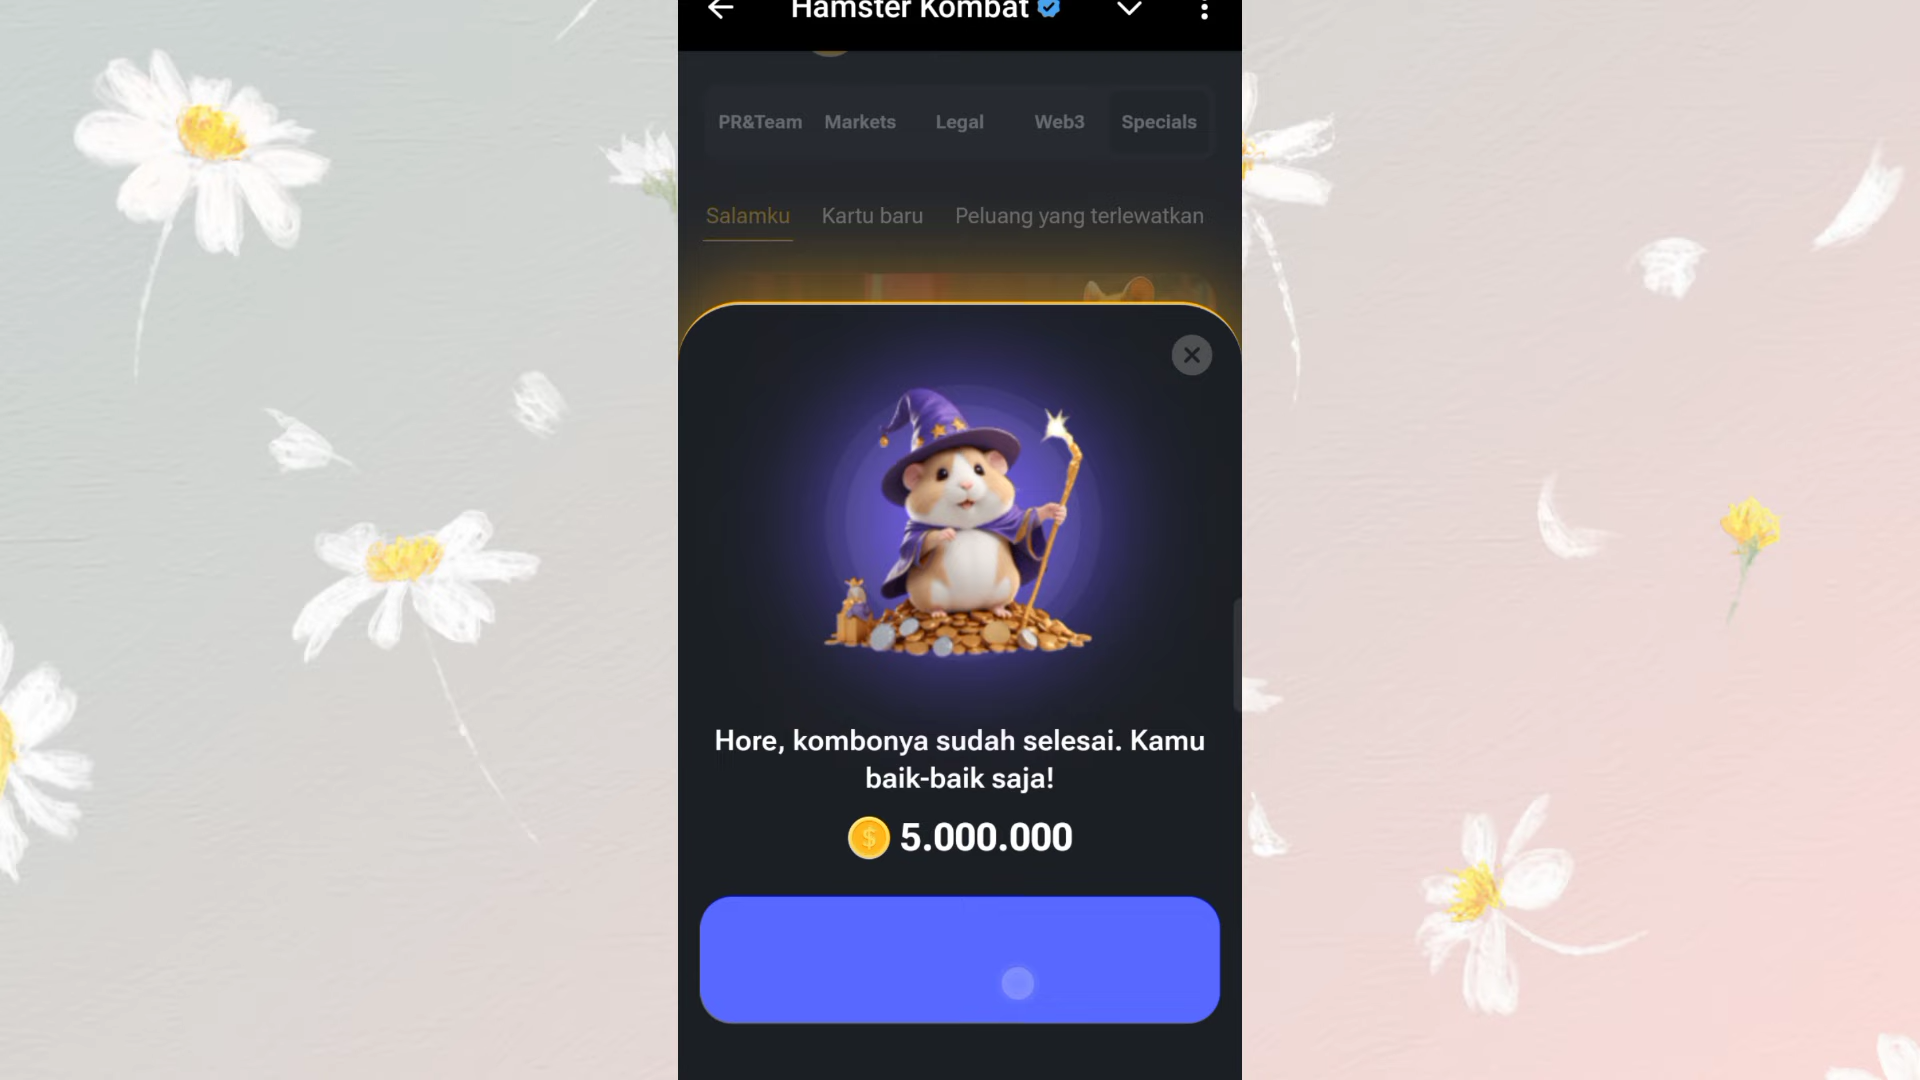 Hamster Kombat
PR&Team Markets Legal Web3 Specials
Salamku Kartu baru Peluang yang terlewatkan
Hore, kombonya sudah selesai. Kamu
baik-baik saja!
5.000.000